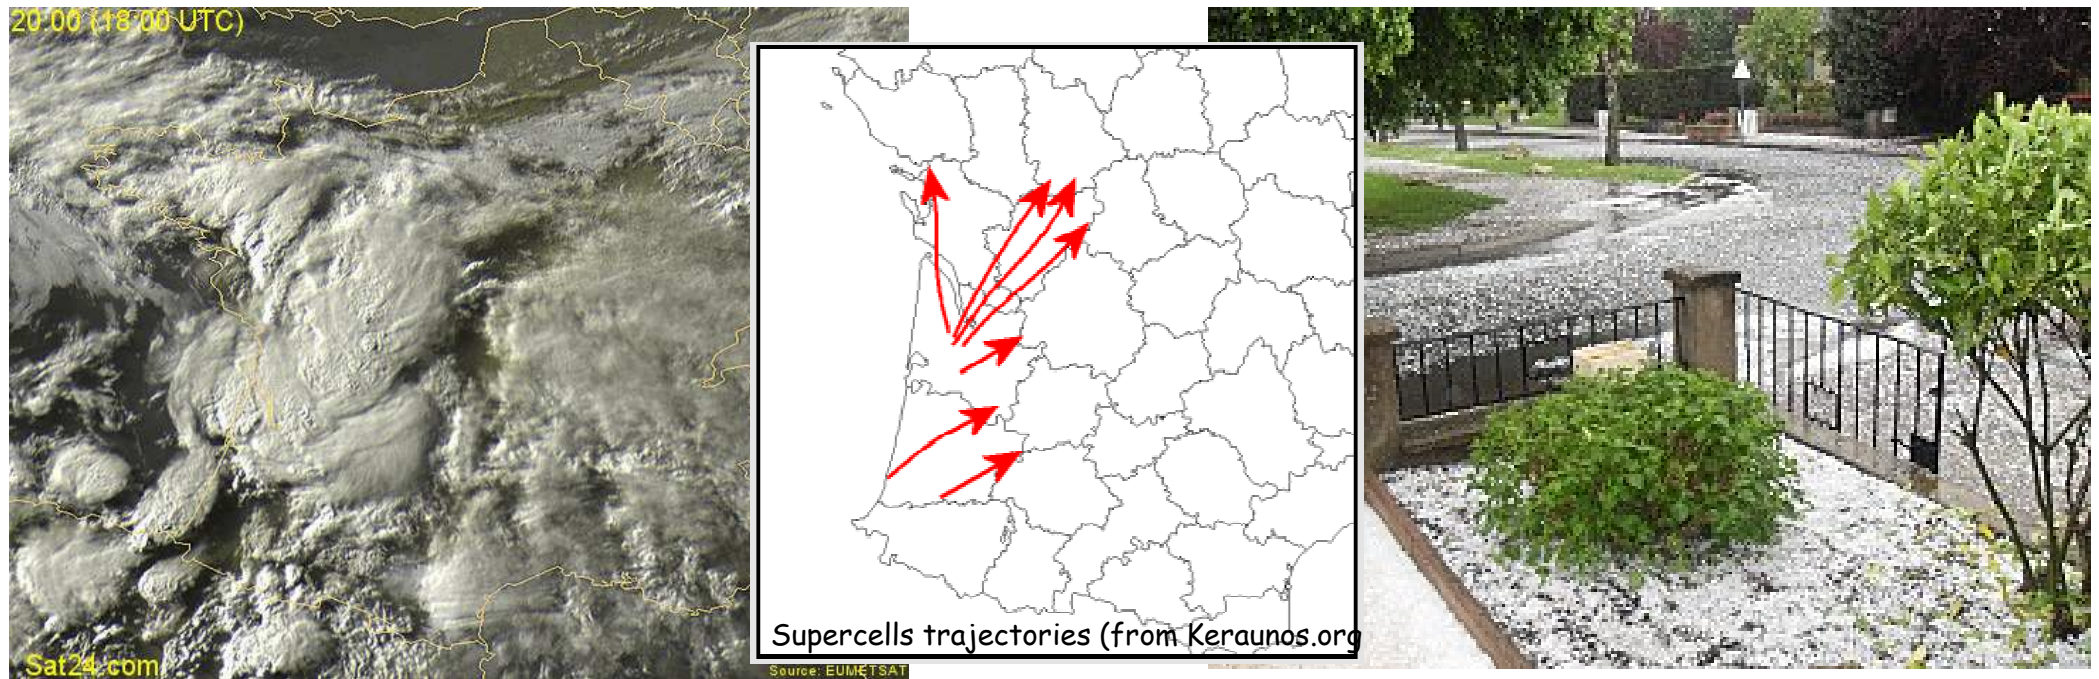 20:00 (18:00 UTC)
Supercells trajectories (from Keraunos.org
Sat24.com
Source: EUMETSAT